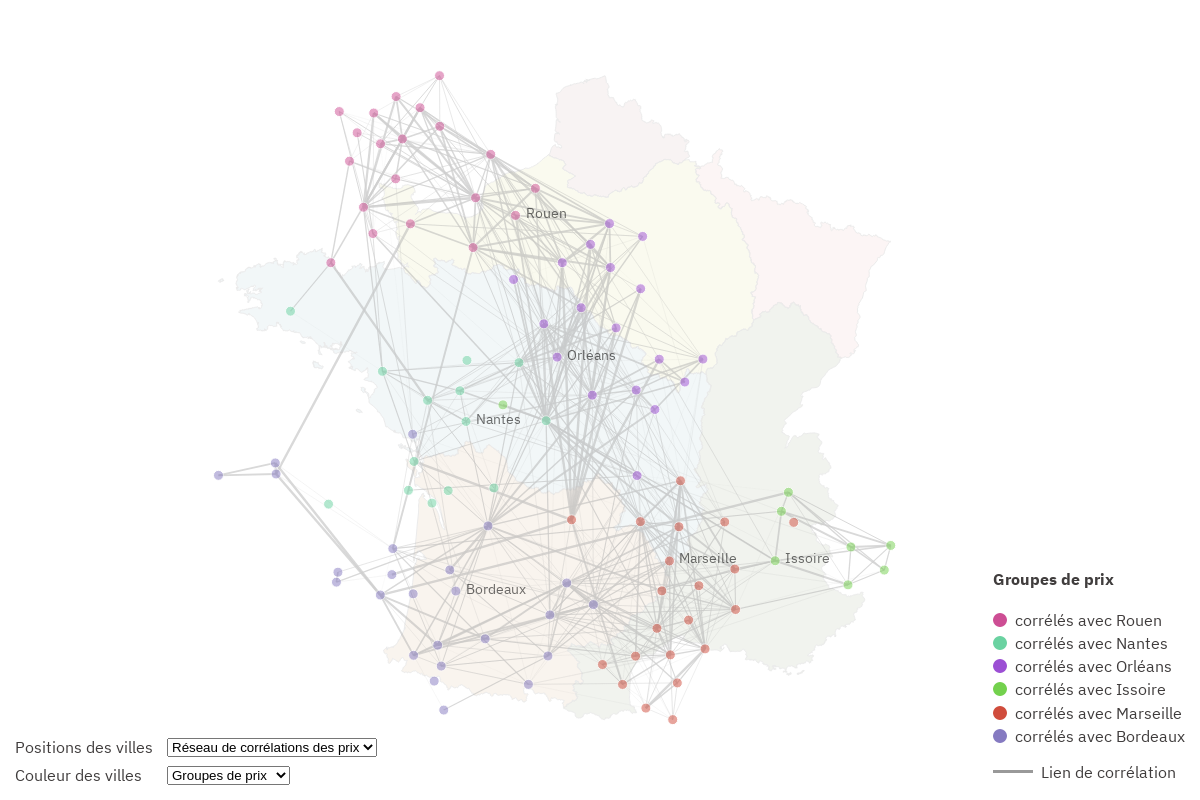 Rouen
Orléans
Nantes
Marseille
Issoire
Bordeaux
Groupes de prix
corrélés avec Rouen
corrélés avec Nantes
corrélés avec Orléans
corrélés avec Issoire
corrélés avec Marseille
corrélés avec Bordeaux
Lien de corrélation
Positions des villes Réseau de corrélations des prix
Couleur des villes Groupes de prix